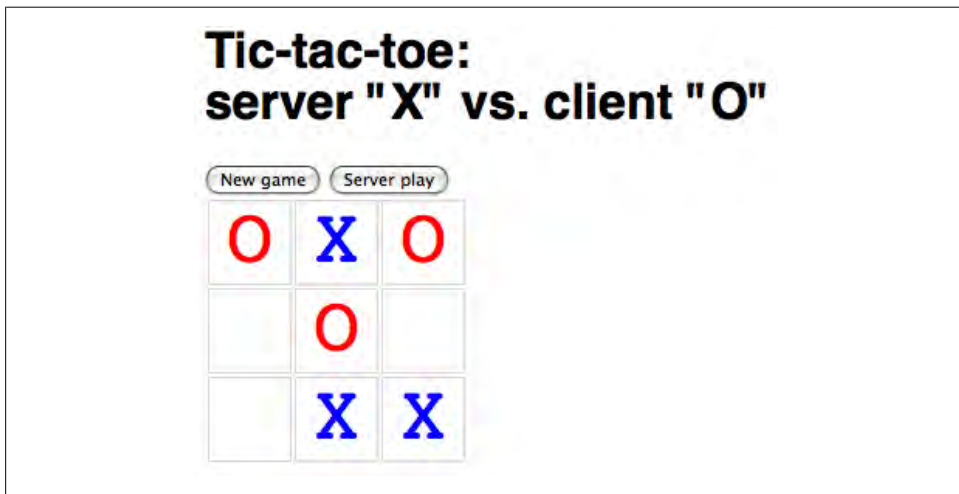 Tic-tac-toe:
server "X" vs. client "O"
New game Server play
O X O
O
X X